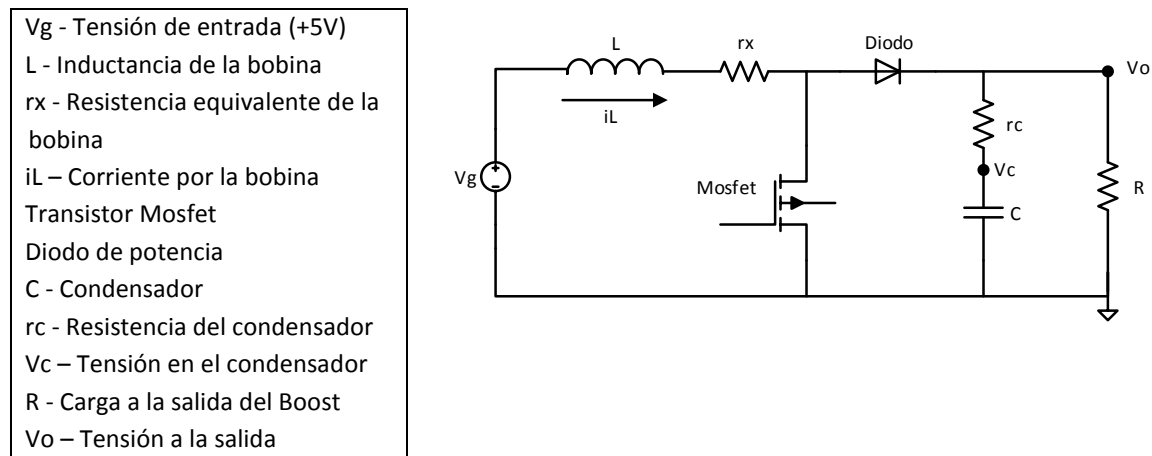 Vg - Tensión de entrada (+5V)
L - Inductancia de la bobina
rx - Resistencia equivalente de la
bobina
iL – Corriente por la bobina
Transistor Mosfet
Diodo de potencia
C - Condensador
rc - Resistencia del condensador
Vc – Tensión en el condensador
R - Carga a la salida del Boost
Vo – Tensión a la salida
L
rx
Diodo
Vo
iL
rc
Vc
Vg
Mosfet
R
C